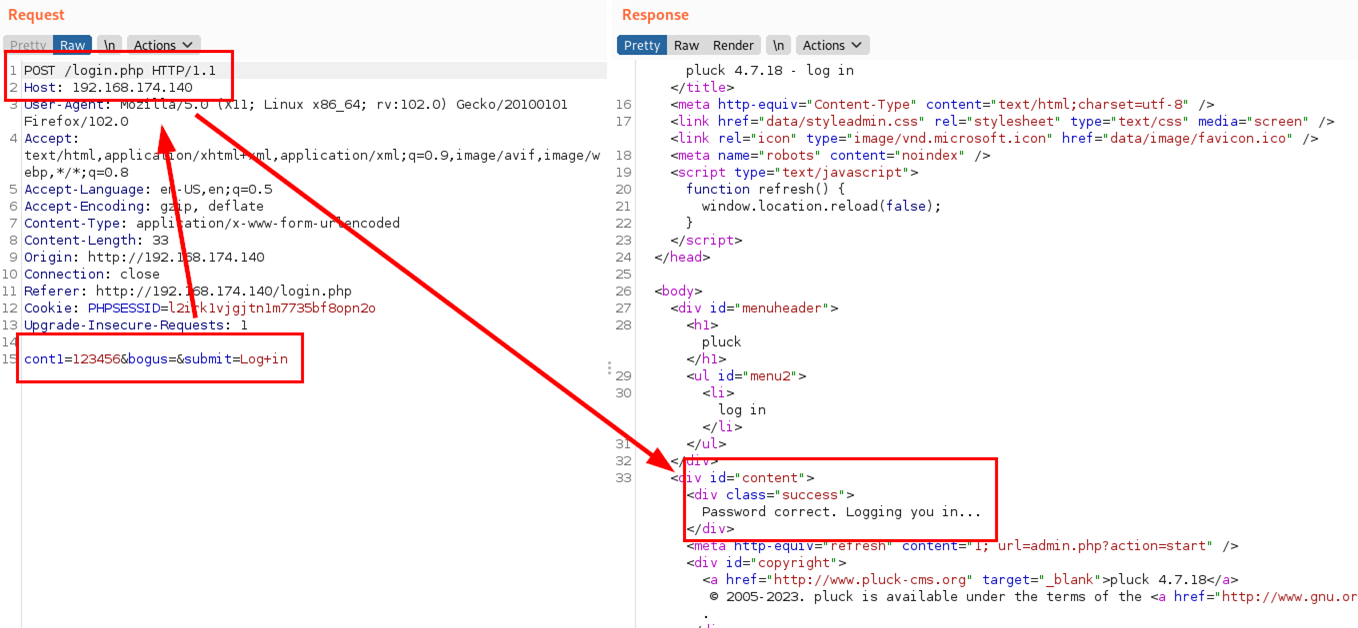 Request
Pretty Raw \n Actions
1 POST /login.php HTTP/1.1
2 Host: 192.168.174.140
3 User-Agent: Mozilla/5.0 (X11; Linux x86_64; rv:102.0) Gecko/20100101
Firefox/102.0
4 Accept:
text/html,application/xhtml+xml,application/xml;q=0.9,image/avif,image/w
ebp,*/*;q=0.8
5 Accept-Language: en-US,en;q=0.5
6 Accept-Encoding: gzip, deflate
7 Content-Type: application/x-www-form-urlencoded
8 Content-Length: 33
9 Origin: http://192.168.174.140
10 Connection: close
11 Referer: http://192.168.174.140/login.php
12 Cookie: PHPSESSID=
13 Upgrade-Insecure-Requests: 1
14
15 cont1=123456&bogus=&submit=Log+in
Response
Pretty Raw Render \n Actions
pluck 4.7.18 - log in
</title>
16 <meta http-equiv="Content-Type" content="text/html;charset=utf-8" />
17 <link href="data/styleadmin.css" rel="stylesheet" type="text/css" media="screen" />
<link rel="icon" type="image/vnd.microsoft.icon" href="data/image/favicon.ico" />
18 <meta name="robots" content="noindex" />
19 <script type="text/javascript">
20 function refresh() {
21 window.location.reload(false);
22 }
23 </script>
24 </head>
25
26 <body>
27 <div id="menuheader">
28 <h1>
pluck
</h1>
29 <ul id="menu2">
30 <li>
log in
</li>
31 </ul>
32 </div>
33 <div id="content">
<div class="success">
Password correct. Logging you in...
</div>
<meta http-equiv="refresh" content="1; url=admin.php?action=start" />
<div id="copyright">
<a href="http://www.pluck-cms.org" target="_blank">pluck 4.7.18</a>
© 2005-2023. pluck is available under the terms of the <a href="http://www.gnu.or
.